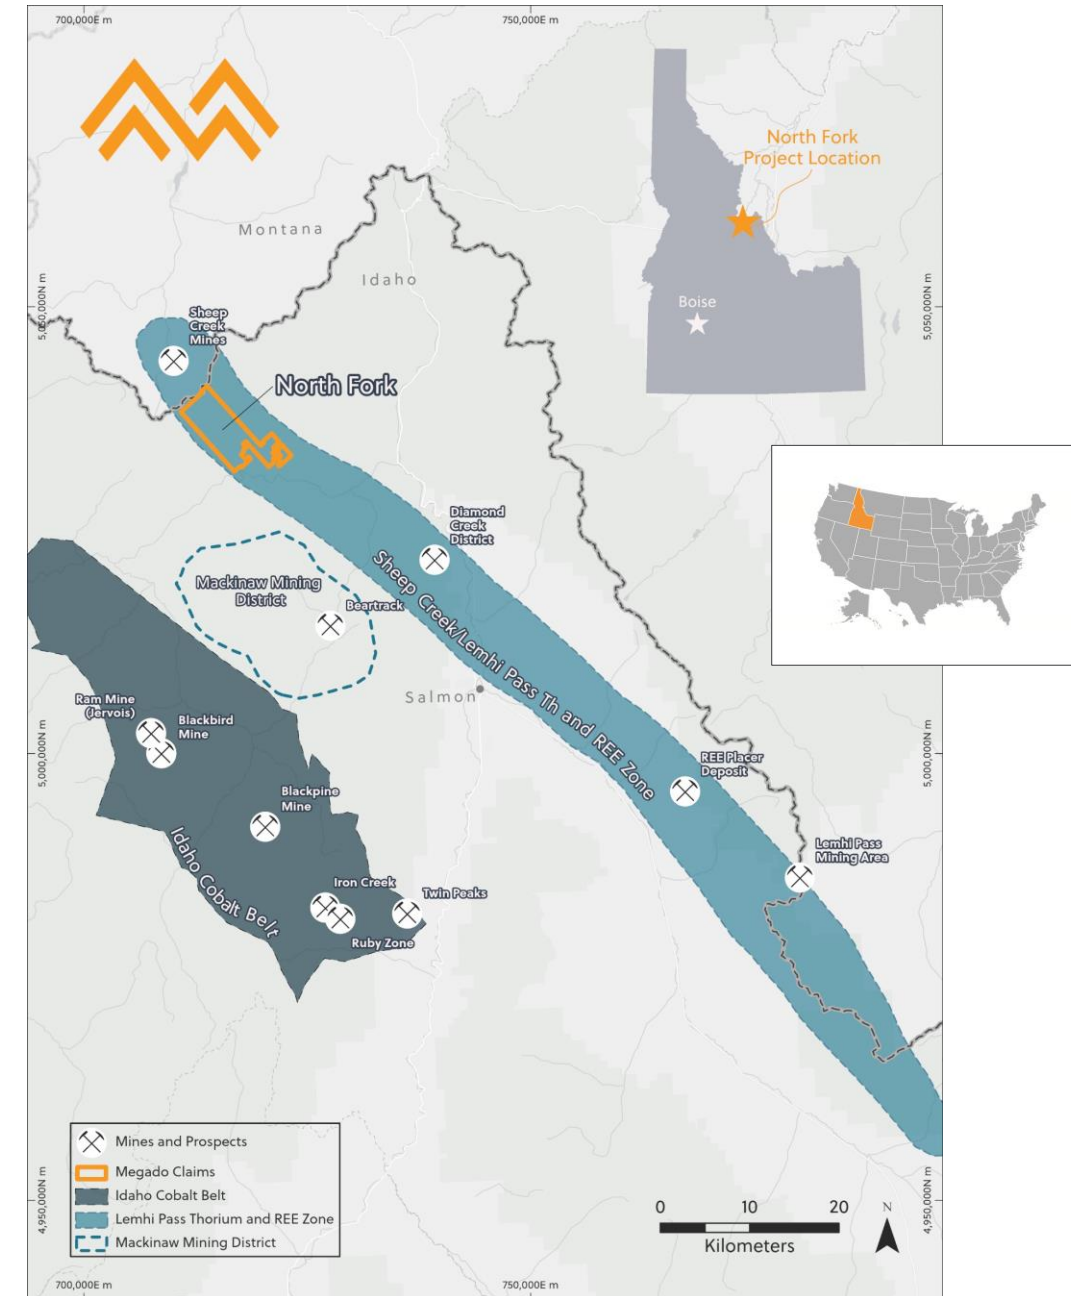 700,000E m
750,000E m
North Fork
Project Location
Montana
Idaho
Boise
5,050,000N m
5,050,000N m
Sheep
Creek
Mines
North Fork
Diamond
Creek
District
Sheep Creek/Lemhi Pass Th and REE Zone
Mackinaw Mining
District
Beartrack
Salmon
Ram Mine
(Jervois)
Blackbird
Mine
5,000,000N m
5,000,000N m
REE Placer
Deposit
Blackpine
Mine
Lemhi Pass
Mining Area
Idaho Cobalt Belt
Iron Creek
Twin Peaks
Ruby Zone
Mines and Prospects
Megado Claims
Idaho Cobalt Belt
Lemhi Pass Thorium and REE Zone
Mackinaw Mining District
4,950,000N m
4,950,000N m
0 10 20
Kilometers
N
700,000E m
750,000E m